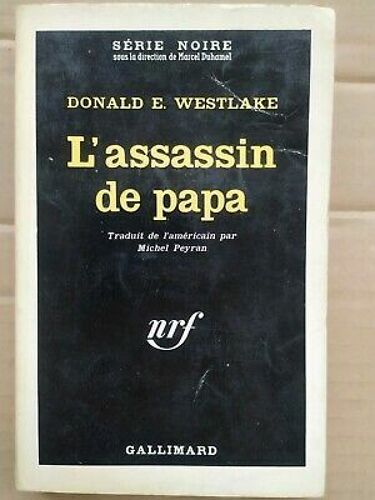 SÉRIE NOIRE
sous la direction de Marcel Duhamel
DONALD E. WESTLAKE
L'assassin
de papa
Traduit de l'américain par
Michel Peyran
nrf
GALLIMARD